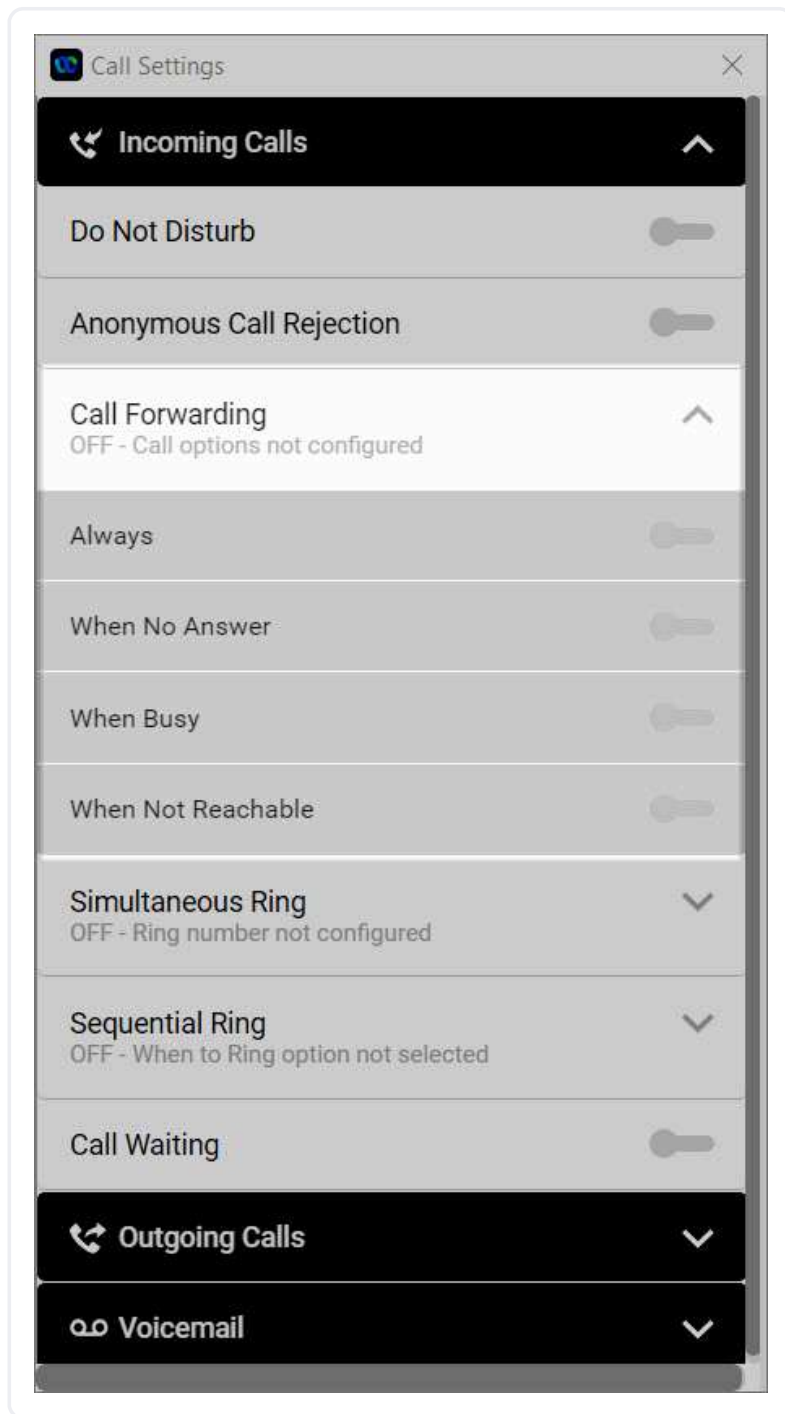 Call Settings
Incoming Calls
Do Not Disturb
Anonymous Call Rejection
Call Forwarding
OFF - Call options not configured
Always
When No Answer
When Busy
When Not Reachable
Simultaneous Ring
OFF - Ring number not configured
Sequential Ring
OFF - When to Ring option not selected
Call Waiting
Outgoing Calls
Voicemail